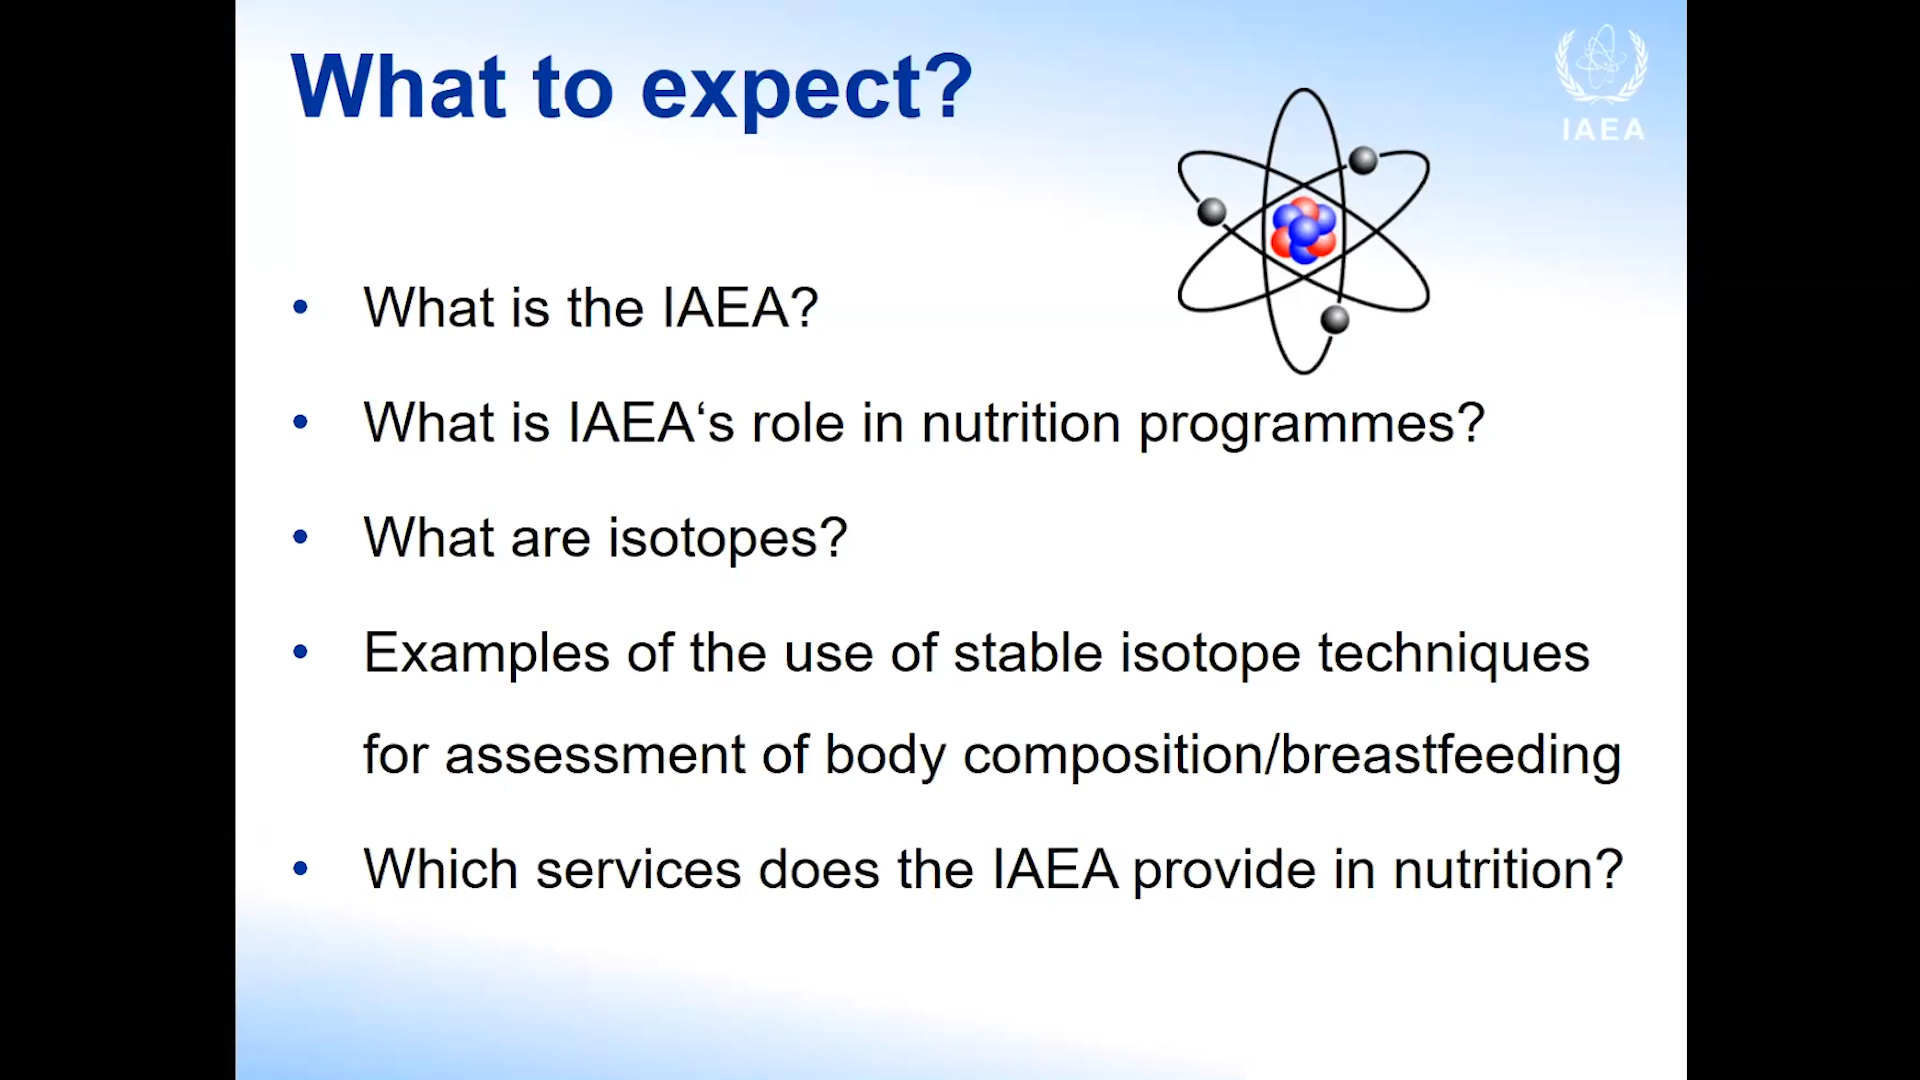 What to expect?
IAEA
• What is the IAEA?
• What is IAEA‘s role in nutrition programmes?
• What are isotopes?
• Examples of the use of stable isotope techniques
for assessment of body composition/breastfeeding
• Which services does the IAEA provide in nutrition?